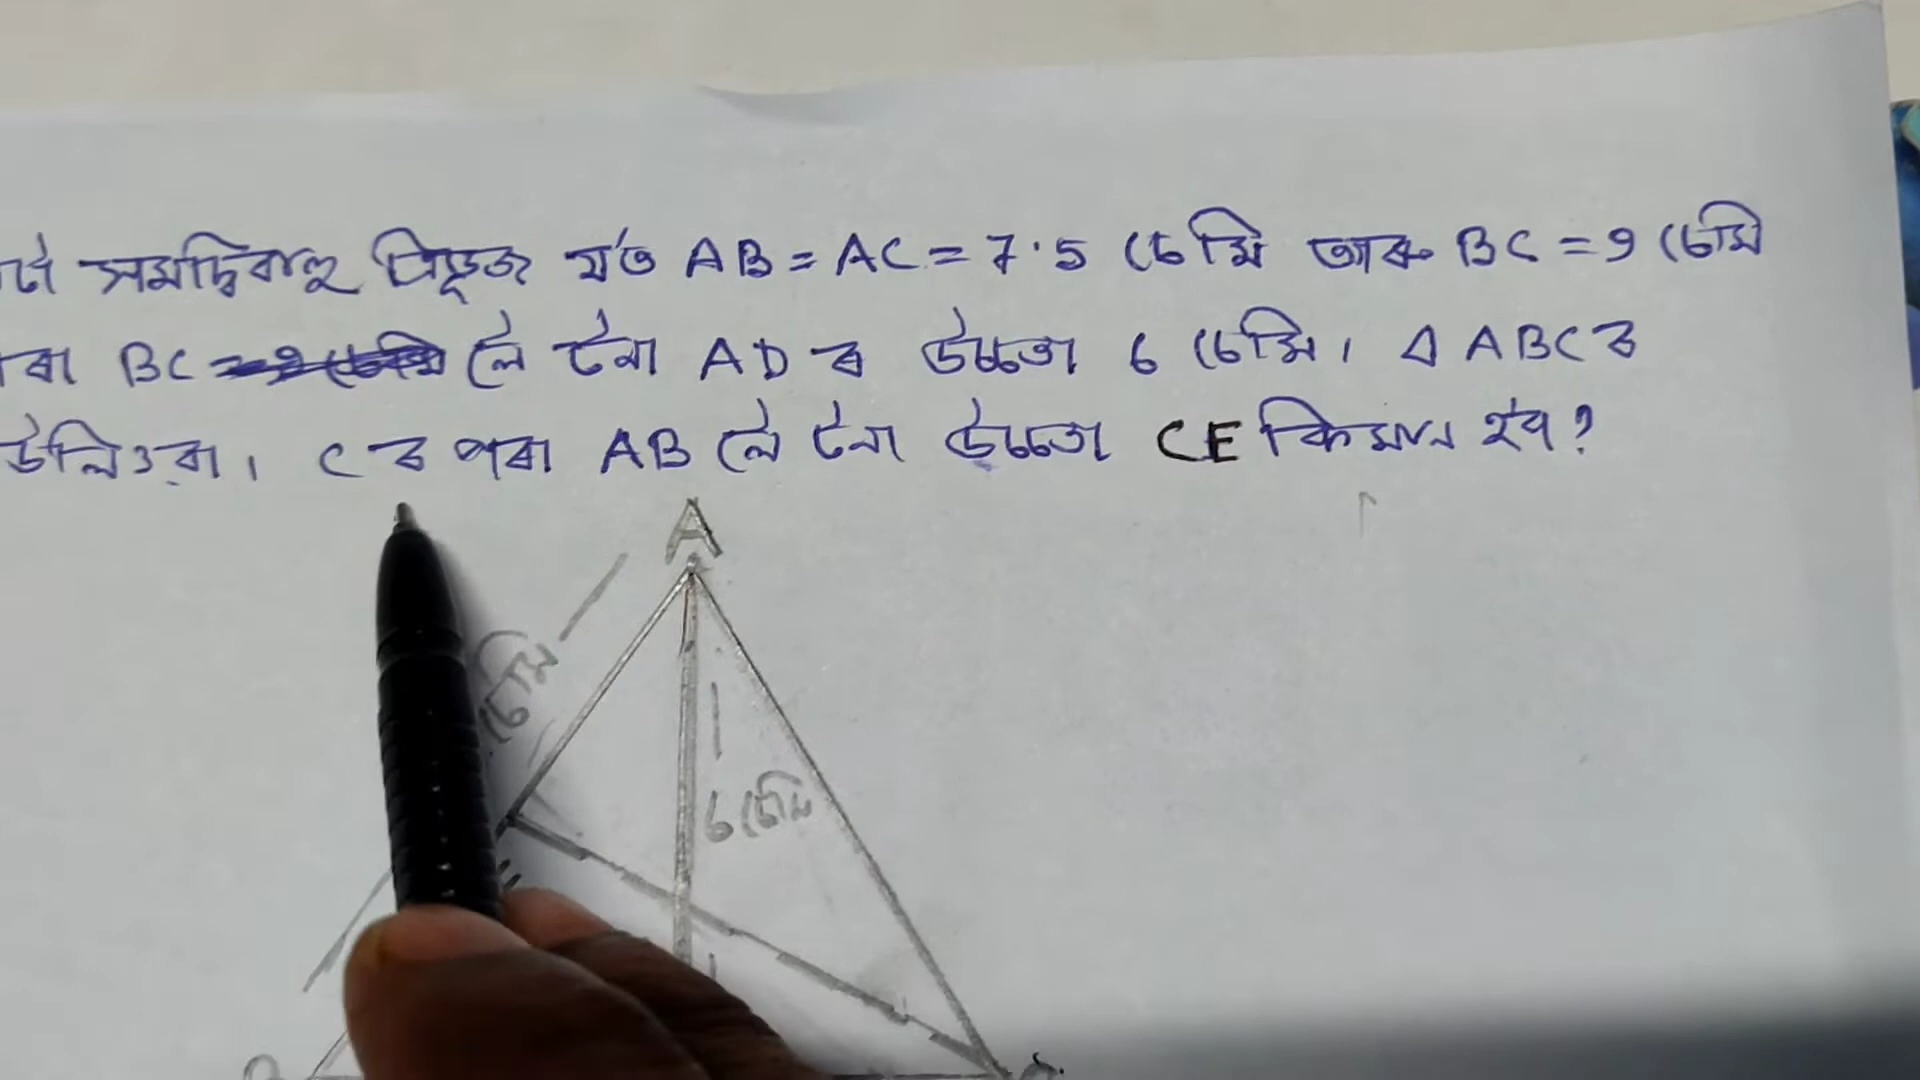 টা সমদ্বিবাহু ত্ৰিভূজ য'ত AB = AC = 7.5 চেমি আৰু BC = 9 চেমি
ৰা BC লৈ টনা AD ৰ উচ্চতা 6 চেমি। Δ ABC ৰ
উলিওৱা। C ৰ পৰা AB লৈ টনা উচ্চতা CE কিমান হ'ব?
A
চেমি
6 চেমি